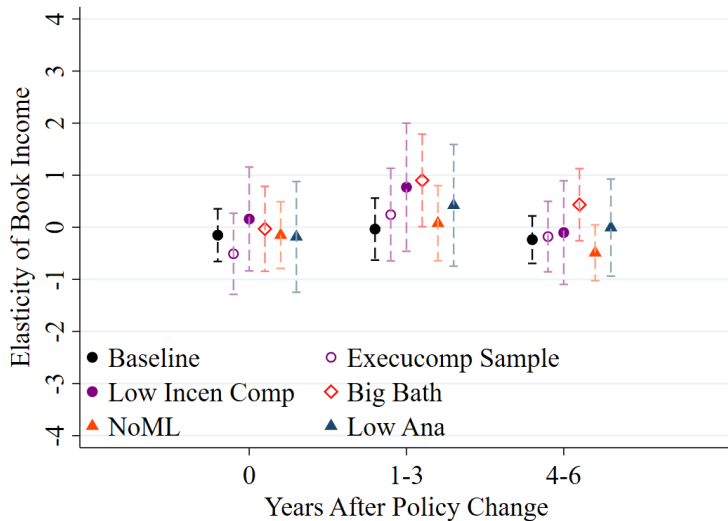 4
3
2
1
0
-1
-2
-3
-4
Elasticity of Book Income
Baseline
Execucomp Sample
Low Incen Comp
Big Bath
NoML
Low Ana
0
1-3
4-6
Years After Policy Change